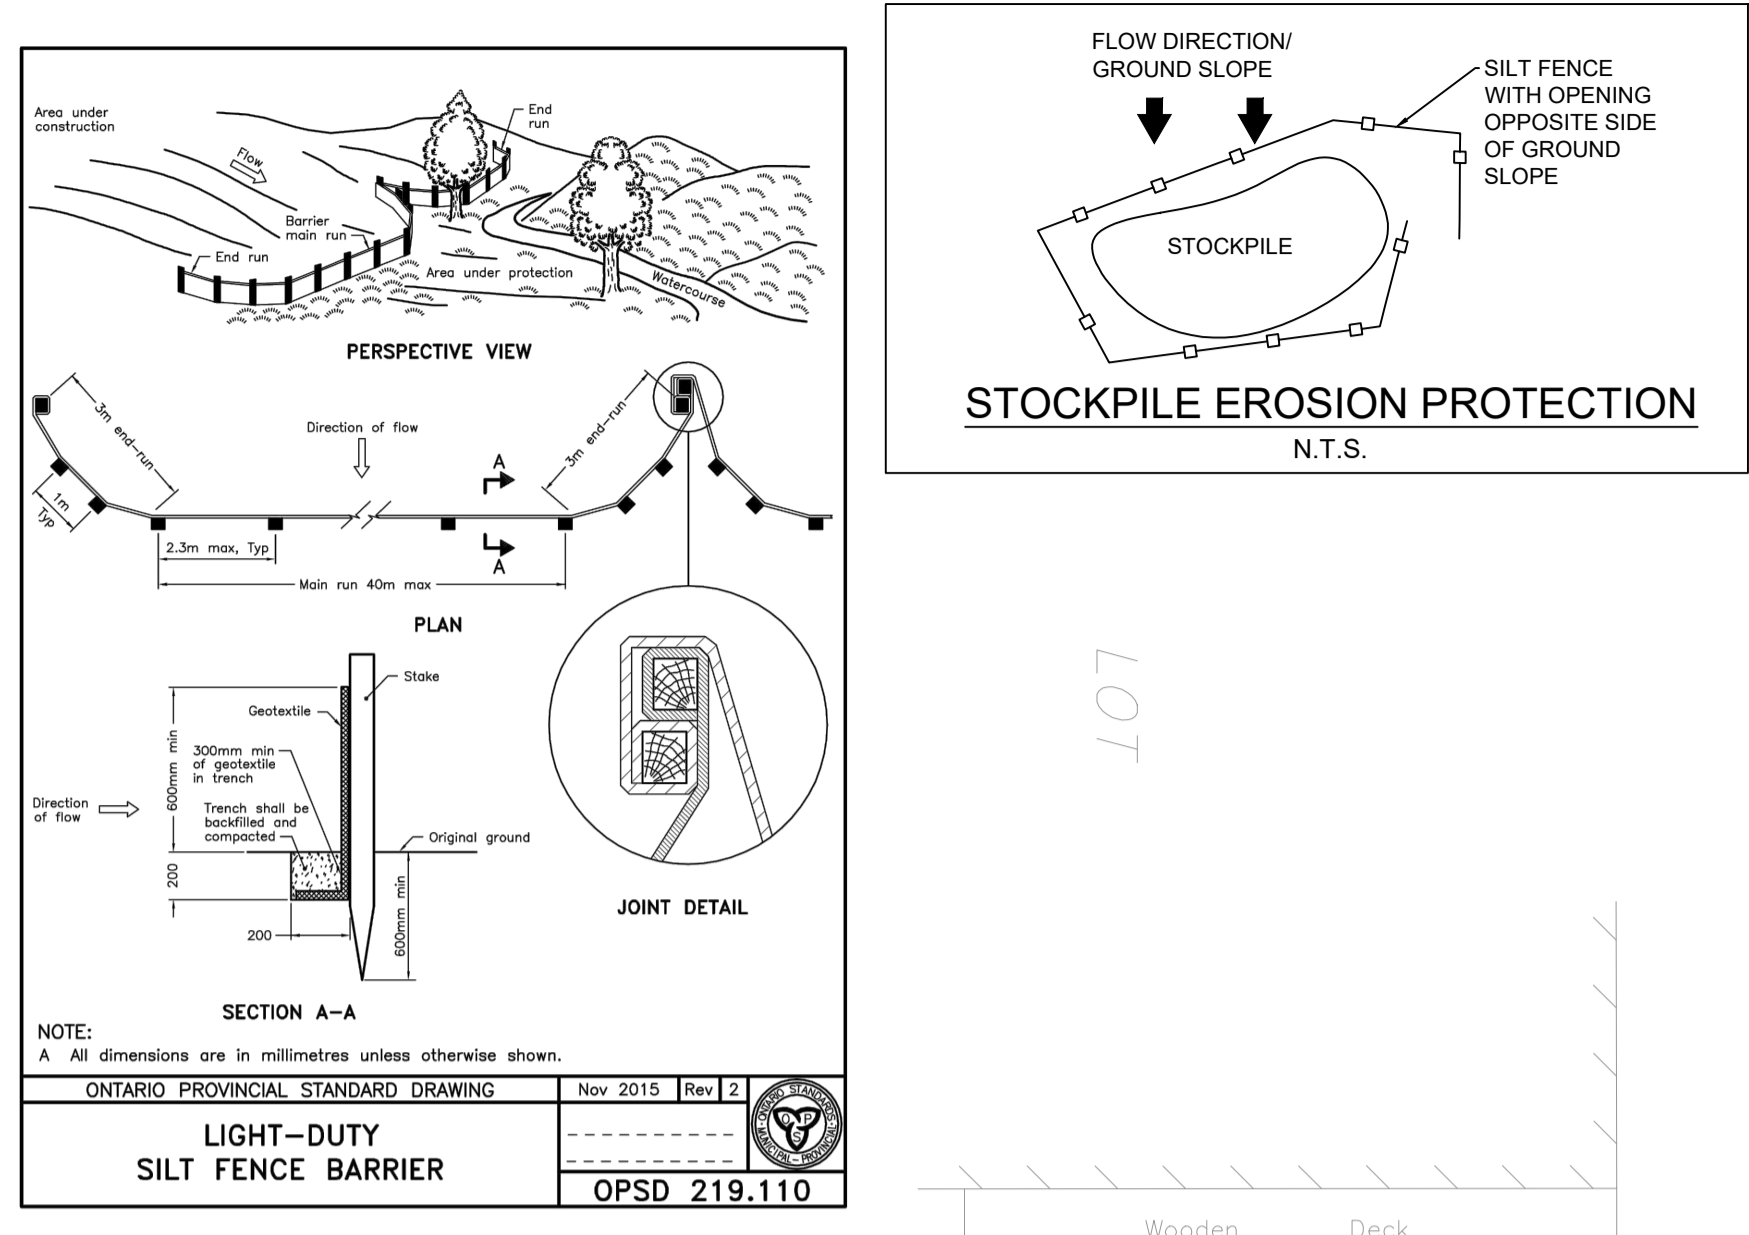 Area under
construction
Flow
End
run
Barrier
main run
End run
Area under protection
Watercourse
PERSPECTIVE VIEW
3m end-run
Direction of flow
3m end-run
A
1m
Typ
2.3m max, Typ
A
Main run 40m max
PLAN
Stake
Geotextile
600mm min
300mm min
of geotextile
in trench
Direction
of flow
Trench shall be
backfilled and
compacted
Original ground
200
600mm min
200
JOINT DETAIL
SECTION A-A
NOTE:
A All dimensions are in millimetres unless otherwise shown.
ONTARIO PROVINCIAL STANDARD DRAWING
Nov 2015
Rev
2
LIGHT-DUTY
SILT FENCE BARRIER
ONTARIO STANDARDS
OPS
MUNICIPAL - PROVINCIAL
OPSD 219.110
FLOW DIRECTION/
GROUND SLOPE
SILT FENCE
WITH OPENING
OPPOSITE SIDE
OF GROUND
SLOPE
STOCKPILE
STOCKPILE EROSION PROTECTION
N.T.S.
LOT
Wooden Deck